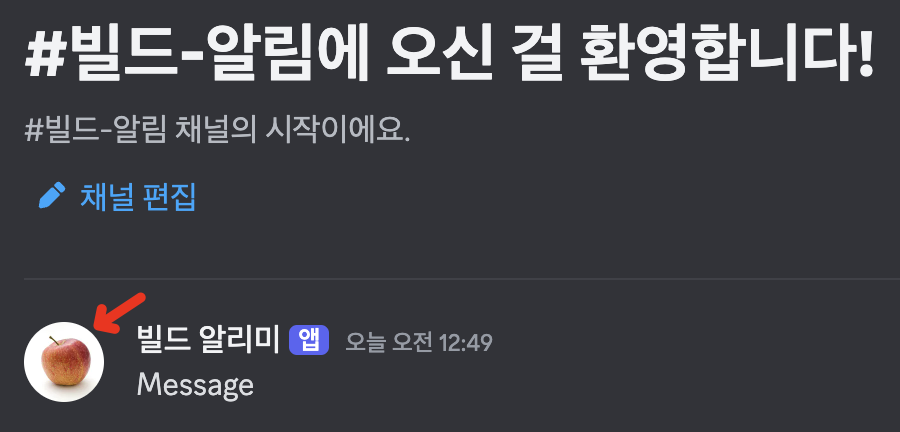 #빌드-알림에 오신 걸 환영합니다!
#빌드-알림 채널의 시작이에요.
채널 편집
빌드 알리미 앱 오늘 오전 12:49
Message